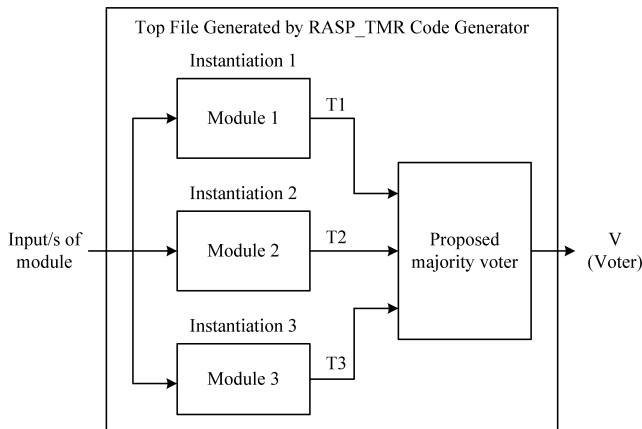 Top File Generated by RASP_TMR Code Generator
Instantiation 1
Module 1
T1
Instantiation 2
Module 2
T2
Instantiation 3
Module 3
T3
Input/s of
module
Proposed
majority voter
V
(Voter)